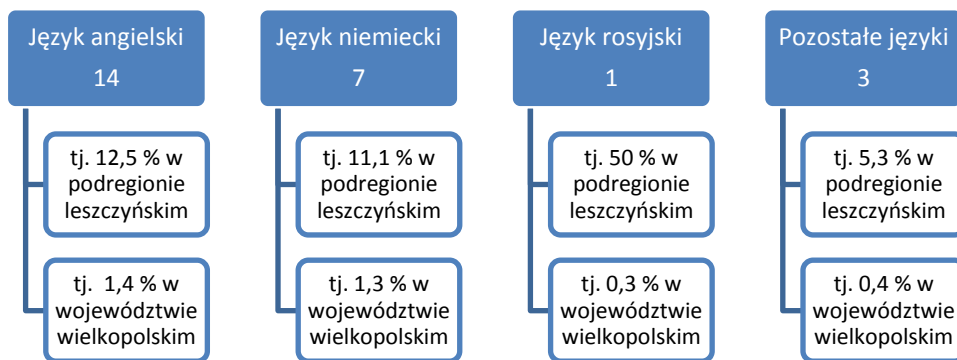 Język angielski
14
tj. 12,5 % w
podregionie
leszczyńskim
tj. 1,4 % w
województwie
wielkopolskim
Język niemiecki
7
tj. 11,1 % w
podregionie
leszczyńskim
tj. 1,3 % w
województwie
wielkopolskim
Język rosyjski
1
tj. 50 % w
podregionie
leszczyńskim
tj. 0,3 % w
województwie
wielkopolskim
Pozostałe języki
3
tj. 5,3 % w
podregionie
leszczyńskim
tj. 0,4 % w
województwie
wielkopolskim